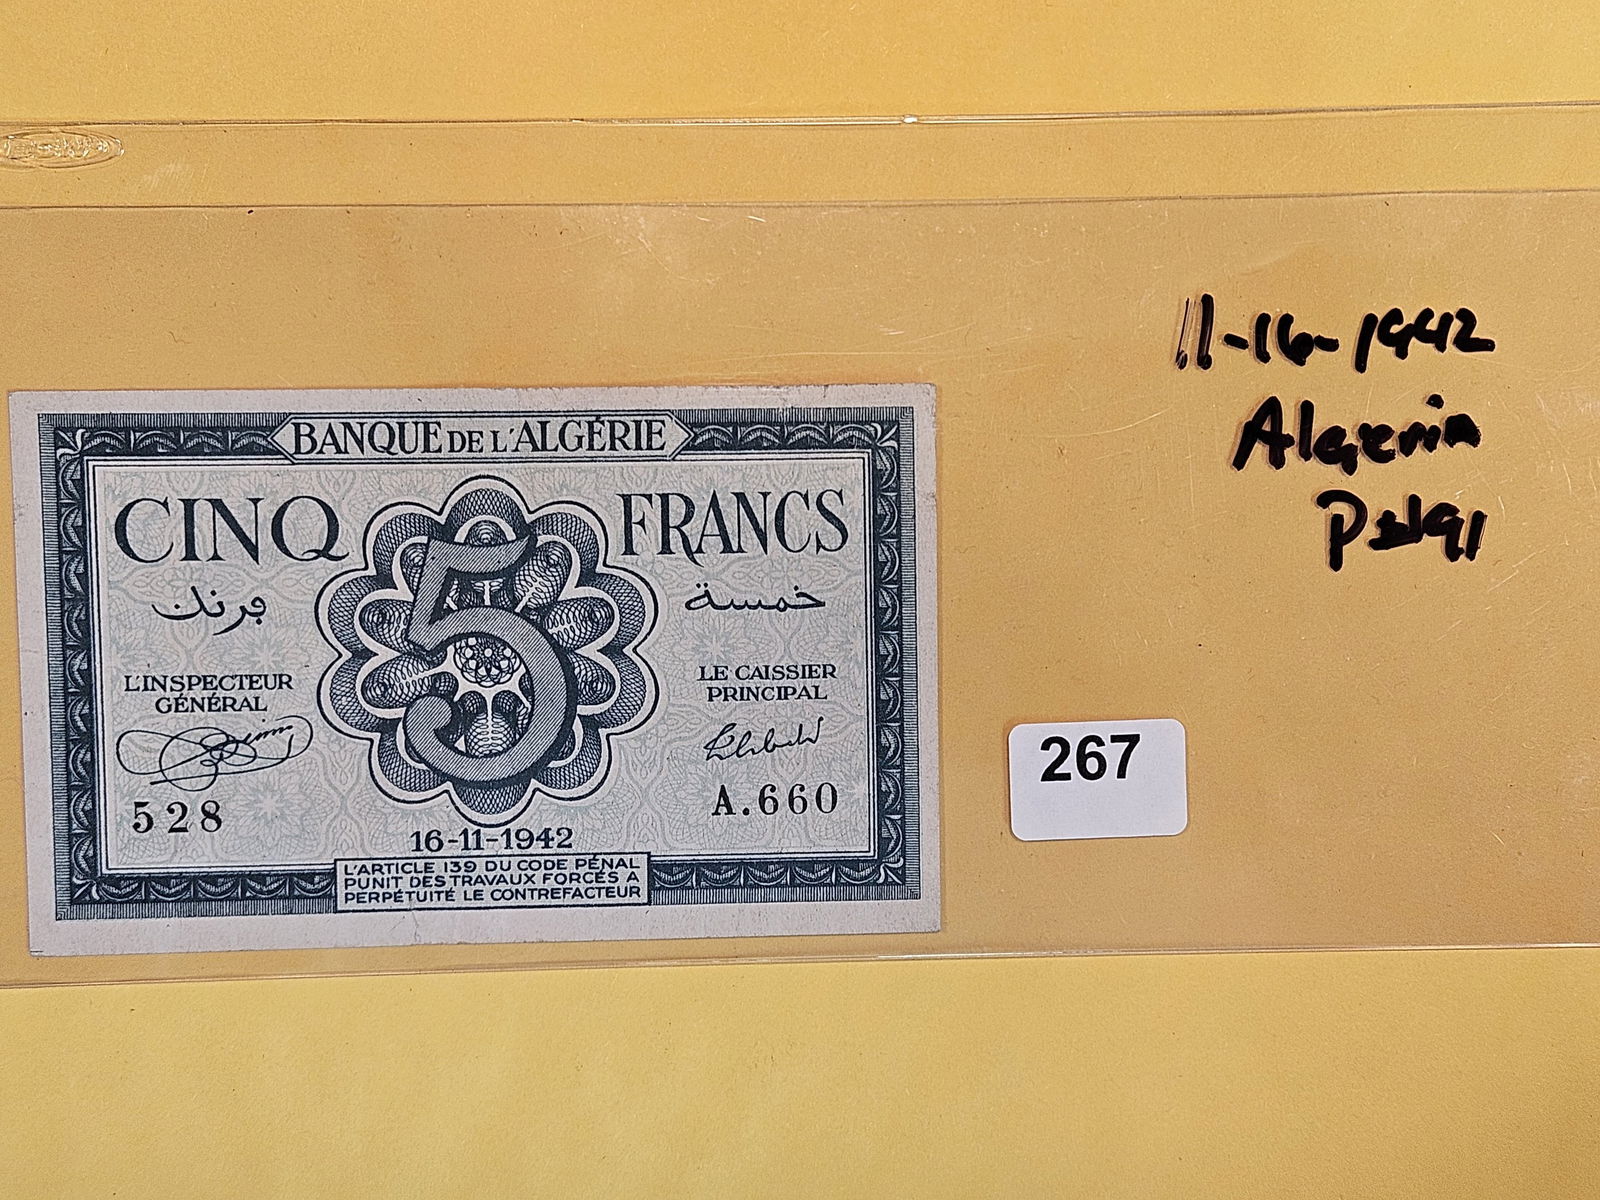 BANQUE DE L'ALGÉRIE
CINQ FRANCS
فرنك خمسة
L'INSPECTEUR GÉNÉRAL
LE CAISSIER PRINCIPAL
528
A.660
16-11-1942
L'ARTICLE 139 DU CODE PÉNAL
PUNIT DES TRAVAUX FORCÉS A
PERPÉTUITÉ LE CONTREFACTEUR
11-16-1942
Algeria
267